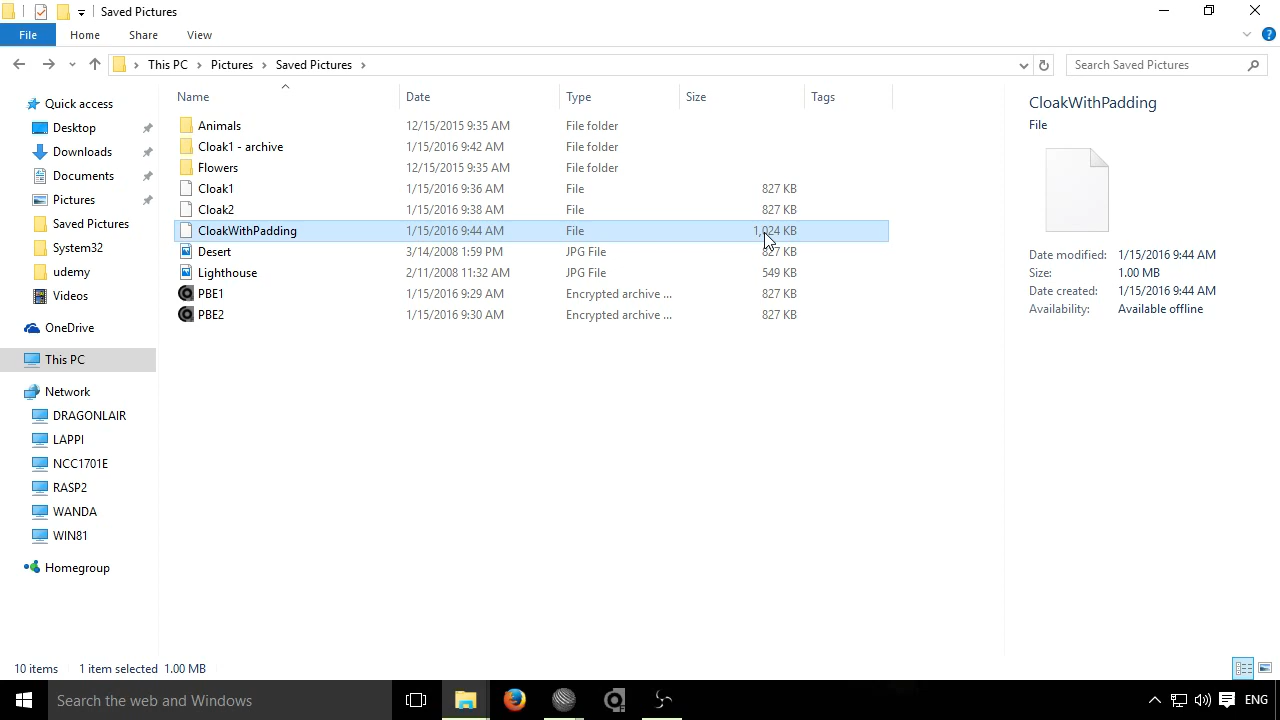 Saved Pictures
File Home Share View
This PC Pictures Saved Pictures Search Saved Pictures
Quick access
Desktop
Downloads
Documents
Pictures
Saved Pictures
System32
udemy
Videos
OneDrive
This PC
Network
DRAGONLAIR
LAPPI
NCC1701E
RASP2
WANDA
WIN81
Homegroup
Name Date Type Size Tags
Animals 12/15/2015 9:35 AM File folder
Cloak1 - archive 1/15/2016 9:42 AM File folder
Flowers 12/15/2015 9:35 AM File folder
Cloak1 1/15/2016 9:36 AM File 827 KB
Cloak2 1/15/2016 9:38 AM File 827 KB
CloakWithPadding 1/15/2016 9:44 AM File 1,024 KB
Desert 3/14/2008 1:59 PM JPG File 827 KB
Lighthouse 2/11/2008 11:32 AM JPG File 549 KB
PBE1 1/15/2016 9:29 AM Encrypted archive ... 827 KB
PBE2 1/15/2016 9:30 AM Encrypted archive ... 827 KB
CloakWithPadding
File
Date modified: 1/15/2016 9:44 AM
Size: 1.00 MB
Date created: 1/15/2016 9:44 AM
Availability: Available offline
10 items 1 item selected 1.00 MB
Search the web and Windows ENG